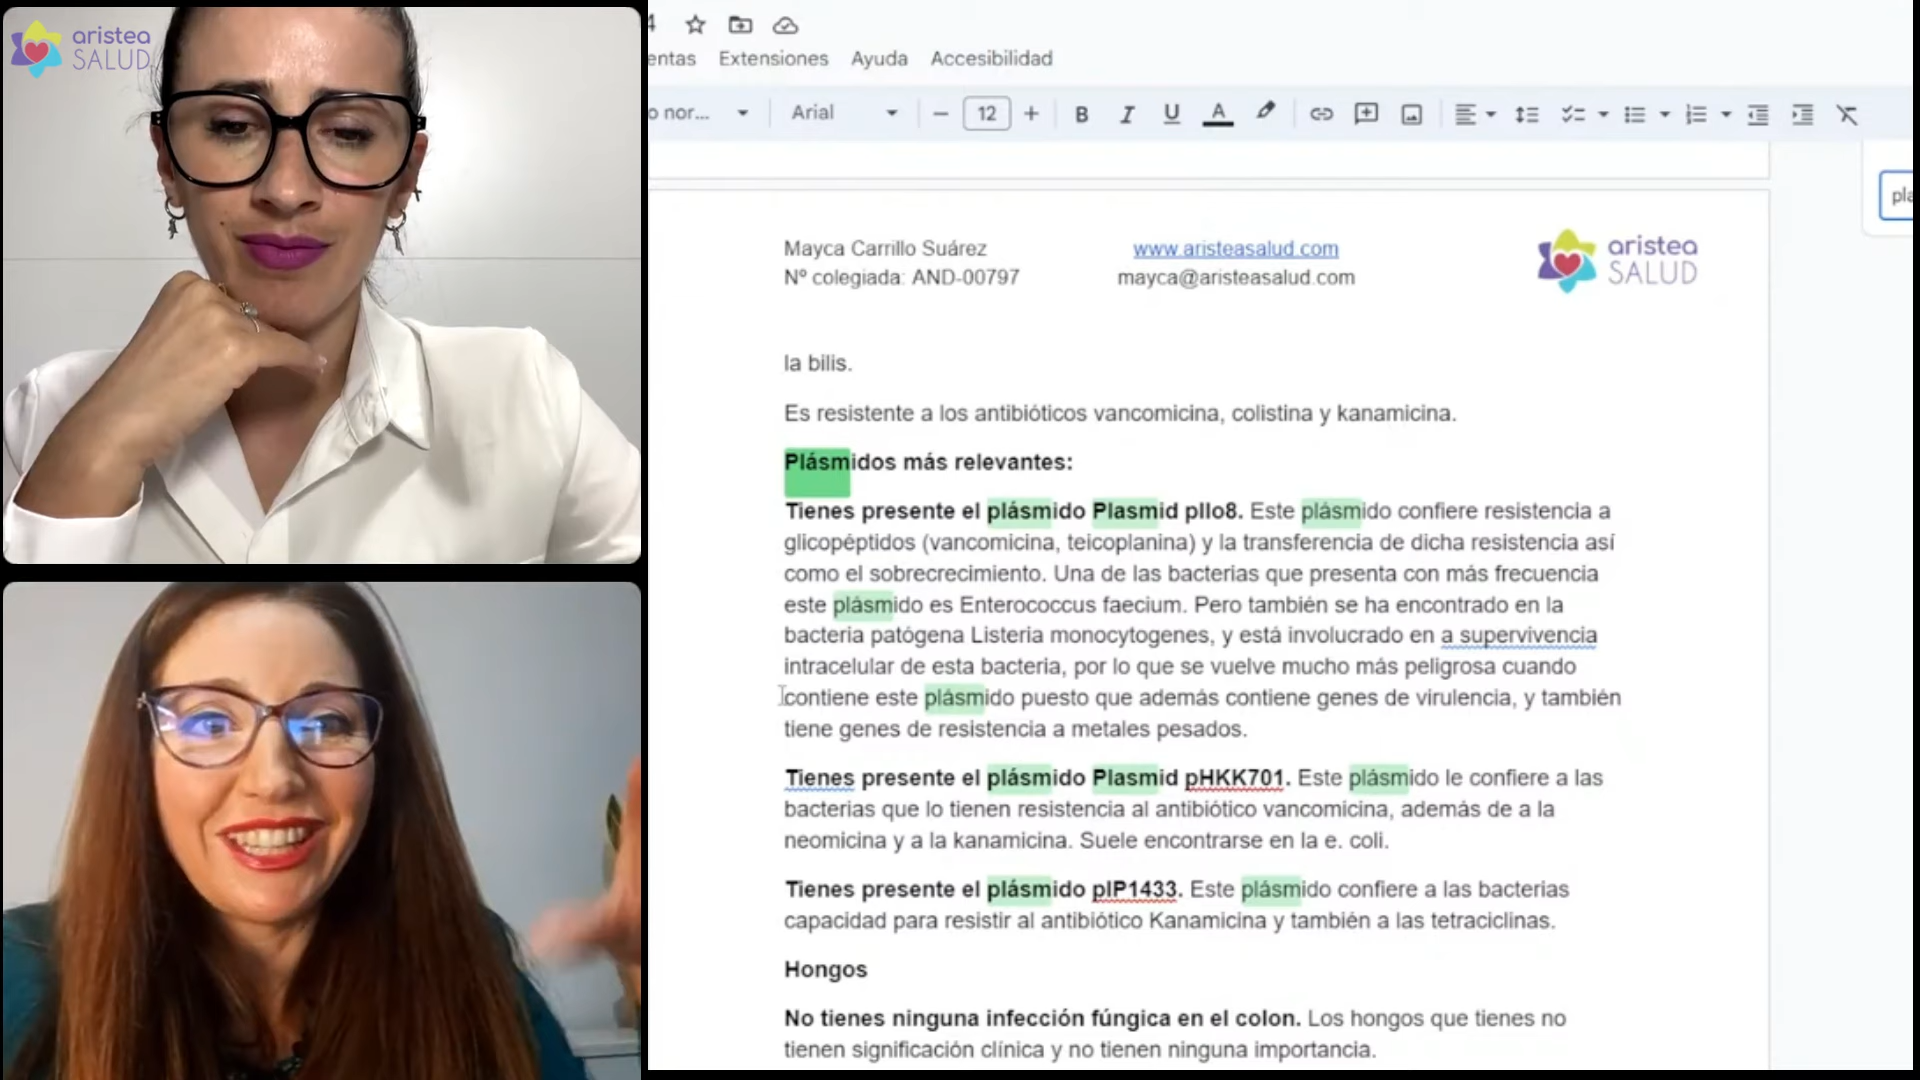 aristea
SALUD
4
entas Extensiones Ayuda Accesibilidad
o nor... Arial 12 B I U A
pla
Mayca Carrillo Suárez www.aristeasalud.com
Nº colegiada: AND-00797 mayca@aristeasalud.com
aristea
SALUD
la bilis.
Es resistente a los antibióticos vancomicina, colistina y kanamicina.
Plásmidos más relevantes:
Tienes presente el plásmido Plasmid pIlo8. Este plásmido confiere resistencia a
glicopéptidos (vancomicina, teicoplanina) y la transferencia de dicha resistencia así
como el sobrecrecimiento. Una de las bacterias que presenta con más frecuencia
este plásmido es Enterococcus faecium. Pero también se ha encontrado en la
bacteria patógena Listeria monocytogenes, y está involucrado en a supervivencia
intracelular de esta bacteria, por lo que se vuelve mucho más peligrosa cuando
contiene este plásmido puesto que además contiene genes de virulencia, y también
tiene genes de resistencia a metales pesados.
Tienes presente el plásmido Plasmid pHKK701. Este plásmido le confiere a las
bacterias que lo tienen resistencia al antibiótico vancomicina, además de a la
neomicina y a la kanamicina. Suele encontrarse en la e. coli.
Tienes presente el plásmido pIP1433. Este plásmido confiere a las bacterias
capacidad para resistir al antibiótico Kanamicina y también a las tetraciclinas.
Hongos
No tienes ninguna infección fúngica en el colon. Los hongos que tienes no
tienen significación clínica y no tienen ninguna importancia.